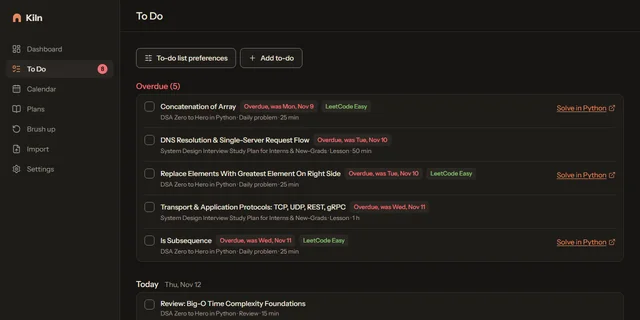 Kiln
Dashboard
To Do 8
Calendar
Plans
Brush up
Import
Settings
To Do
To-do list preferences
Add to-do
Overdue (5)
Concatenation of Array Overdue, was Mon, Nov 9 LeetCode Easy
DSA Zero to Hero in Python · Daily problem · 25 min
Solve in Python
DNS Resolution & Single-Server Request Flow Overdue, was Tue, Nov 10
System Design Interview Study Plan for Interns & New-Grads · Lesson · 50 min
Replace Elements With Greatest Element On Right Side Overdue, was Tue, Nov 10 LeetCode Easy
DSA Zero to Hero in Python · Daily problem · 25 min
Solve in Python
Transport & Application Protocols: TCP, UDP, REST, gRPC Overdue, was Wed, Nov 11
System Design Interview Study Plan for Interns & New-Grads · Lesson · 1 h
Is Subsequence Overdue, was Wed, Nov 11 LeetCode Easy
DSA Zero to Hero in Python · Daily problem · 25 min
Solve in Python
Today Thu, Nov 12
Review: Big-O Time Complexity Foundations
DSA Zero to Hero in Python · Review · 15 min